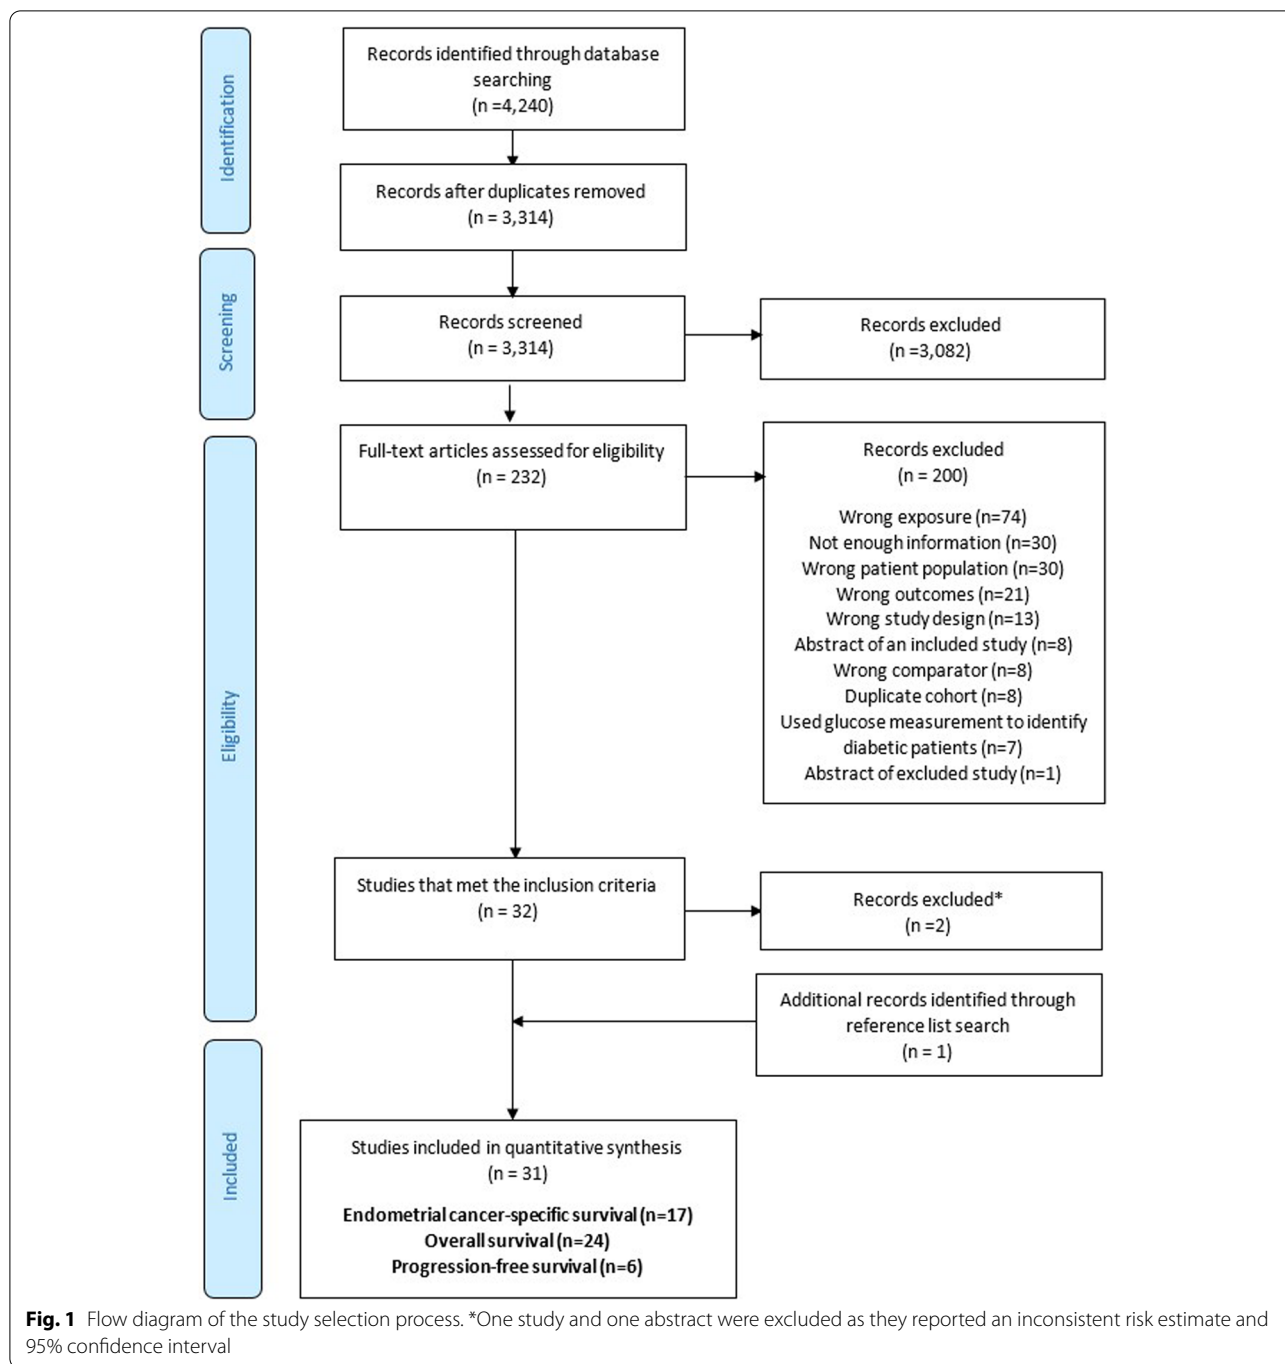 Identification
Records identified through database
searching
(n =4,240)
Records after duplicates removed
(n = 3,314)
Screening
Records screened
(n = 3,314)
Records excluded
(n =3,082)
Eligibility
Full-text articles assessed for eligibility
(n = 232)
Records excluded
(n = 200)
Wrong exposure (n=74)
Not enough information (n=30)
Wrong patient population (n=30)
Wrong outcomes (n=21)
Wrong study design (n=13)
Abstract of an included study (n=8)
Wrong comparator (n=8)
Duplicate cohort (n=8)
Used glucose measurement to identify
diabetic patients (n=7)
Abstract of excluded study (n=1)
Studies that met the inclusion criteria
(n = 32)
Records excluded*
(n =2)
Additional records identified through
reference list search
(n = 1)
Included
Studies included in quantitative synthesis
(n = 31)
Endometrial cancer-specific survival (n=17)
Overall survival (n=24)
Progression-free survival (n=6)
Fig. 1 Flow diagram of the study selection process. *One study and one abstract were excluded as they reported an inconsistent risk estimate and
95% confidence interval